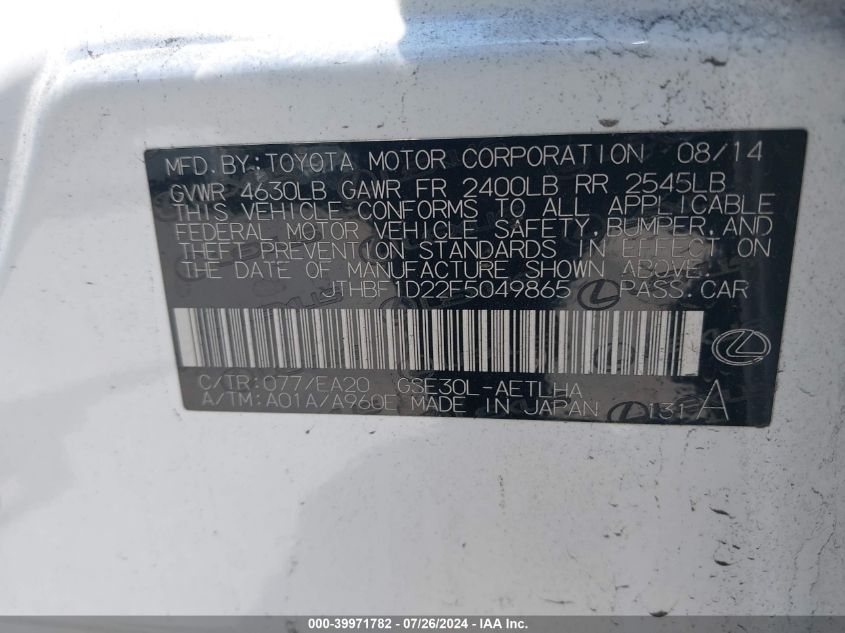 MFD.BY:TOYOTA MOTOR CORPORATION 08/14
GVWR 4630LB GAWR FR 2400LB RR 2545LB
THIS VEHICLE CONFORMS TO ALL APPLICABLE
FEDERAL MOTOR VEHICLE SAFETY,BUMPER,AND
THEFT PREVENTION STANDARDS IN EFFECT ON
THE DATE OF MANUFACTURE SHOWN ABOVE.
JTHBF1D22F5049865 PASS.CAR
C/TR:077/EA20 GSE30L-AETLHA
A/TM:A01A/A960E MADE IN JAPAN 131 A
000-39971782 - 07/26/2024 - IAA Inc.